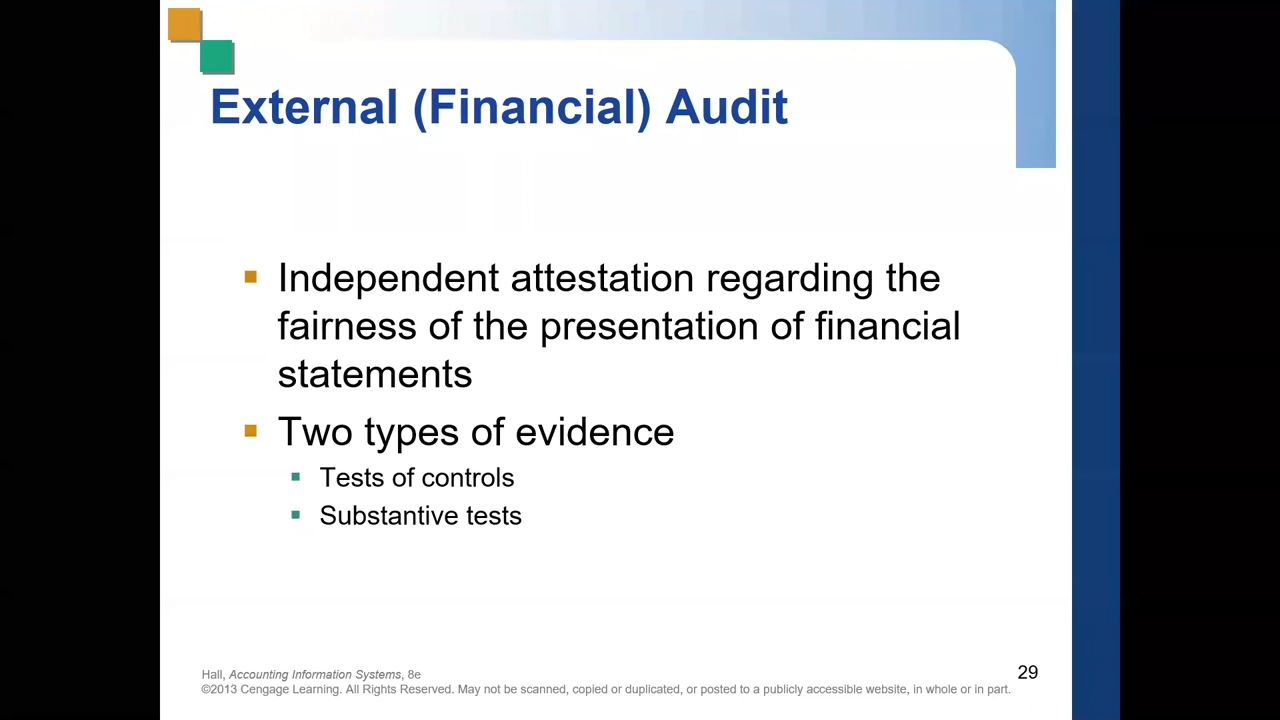 External (Financial) Audit
Independent attestation regarding the
fairness of the presentation of financial
statements
Two types of evidence
Tests of controls
Substantive tests
Hall, Accounting Information Systems, 8e
©2013 Cengage Learning. All Rights Reserved. May not be scanned, copied or duplicated, or posted to a publicly accessible website, in whole or in part.
29